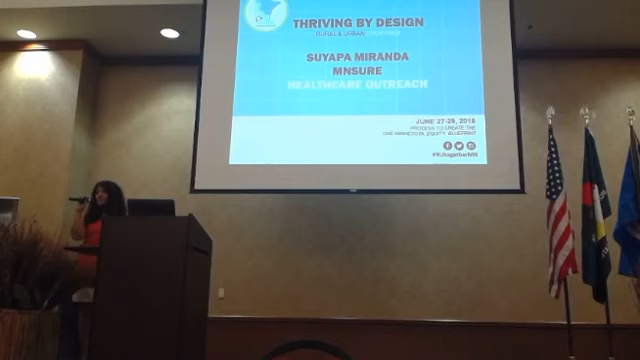 THRIVING BY DESIGN
RURAL & URBAN TOGETHER
SUYAPA MIRANDA
MNSURE
HEALTHCARE OUTREACH
JUNE 27-28, 2018
PROCESS TO CREATE THE
ONE MINNESOTA EQUITY BLUEPRINT
#RUtogetherMN